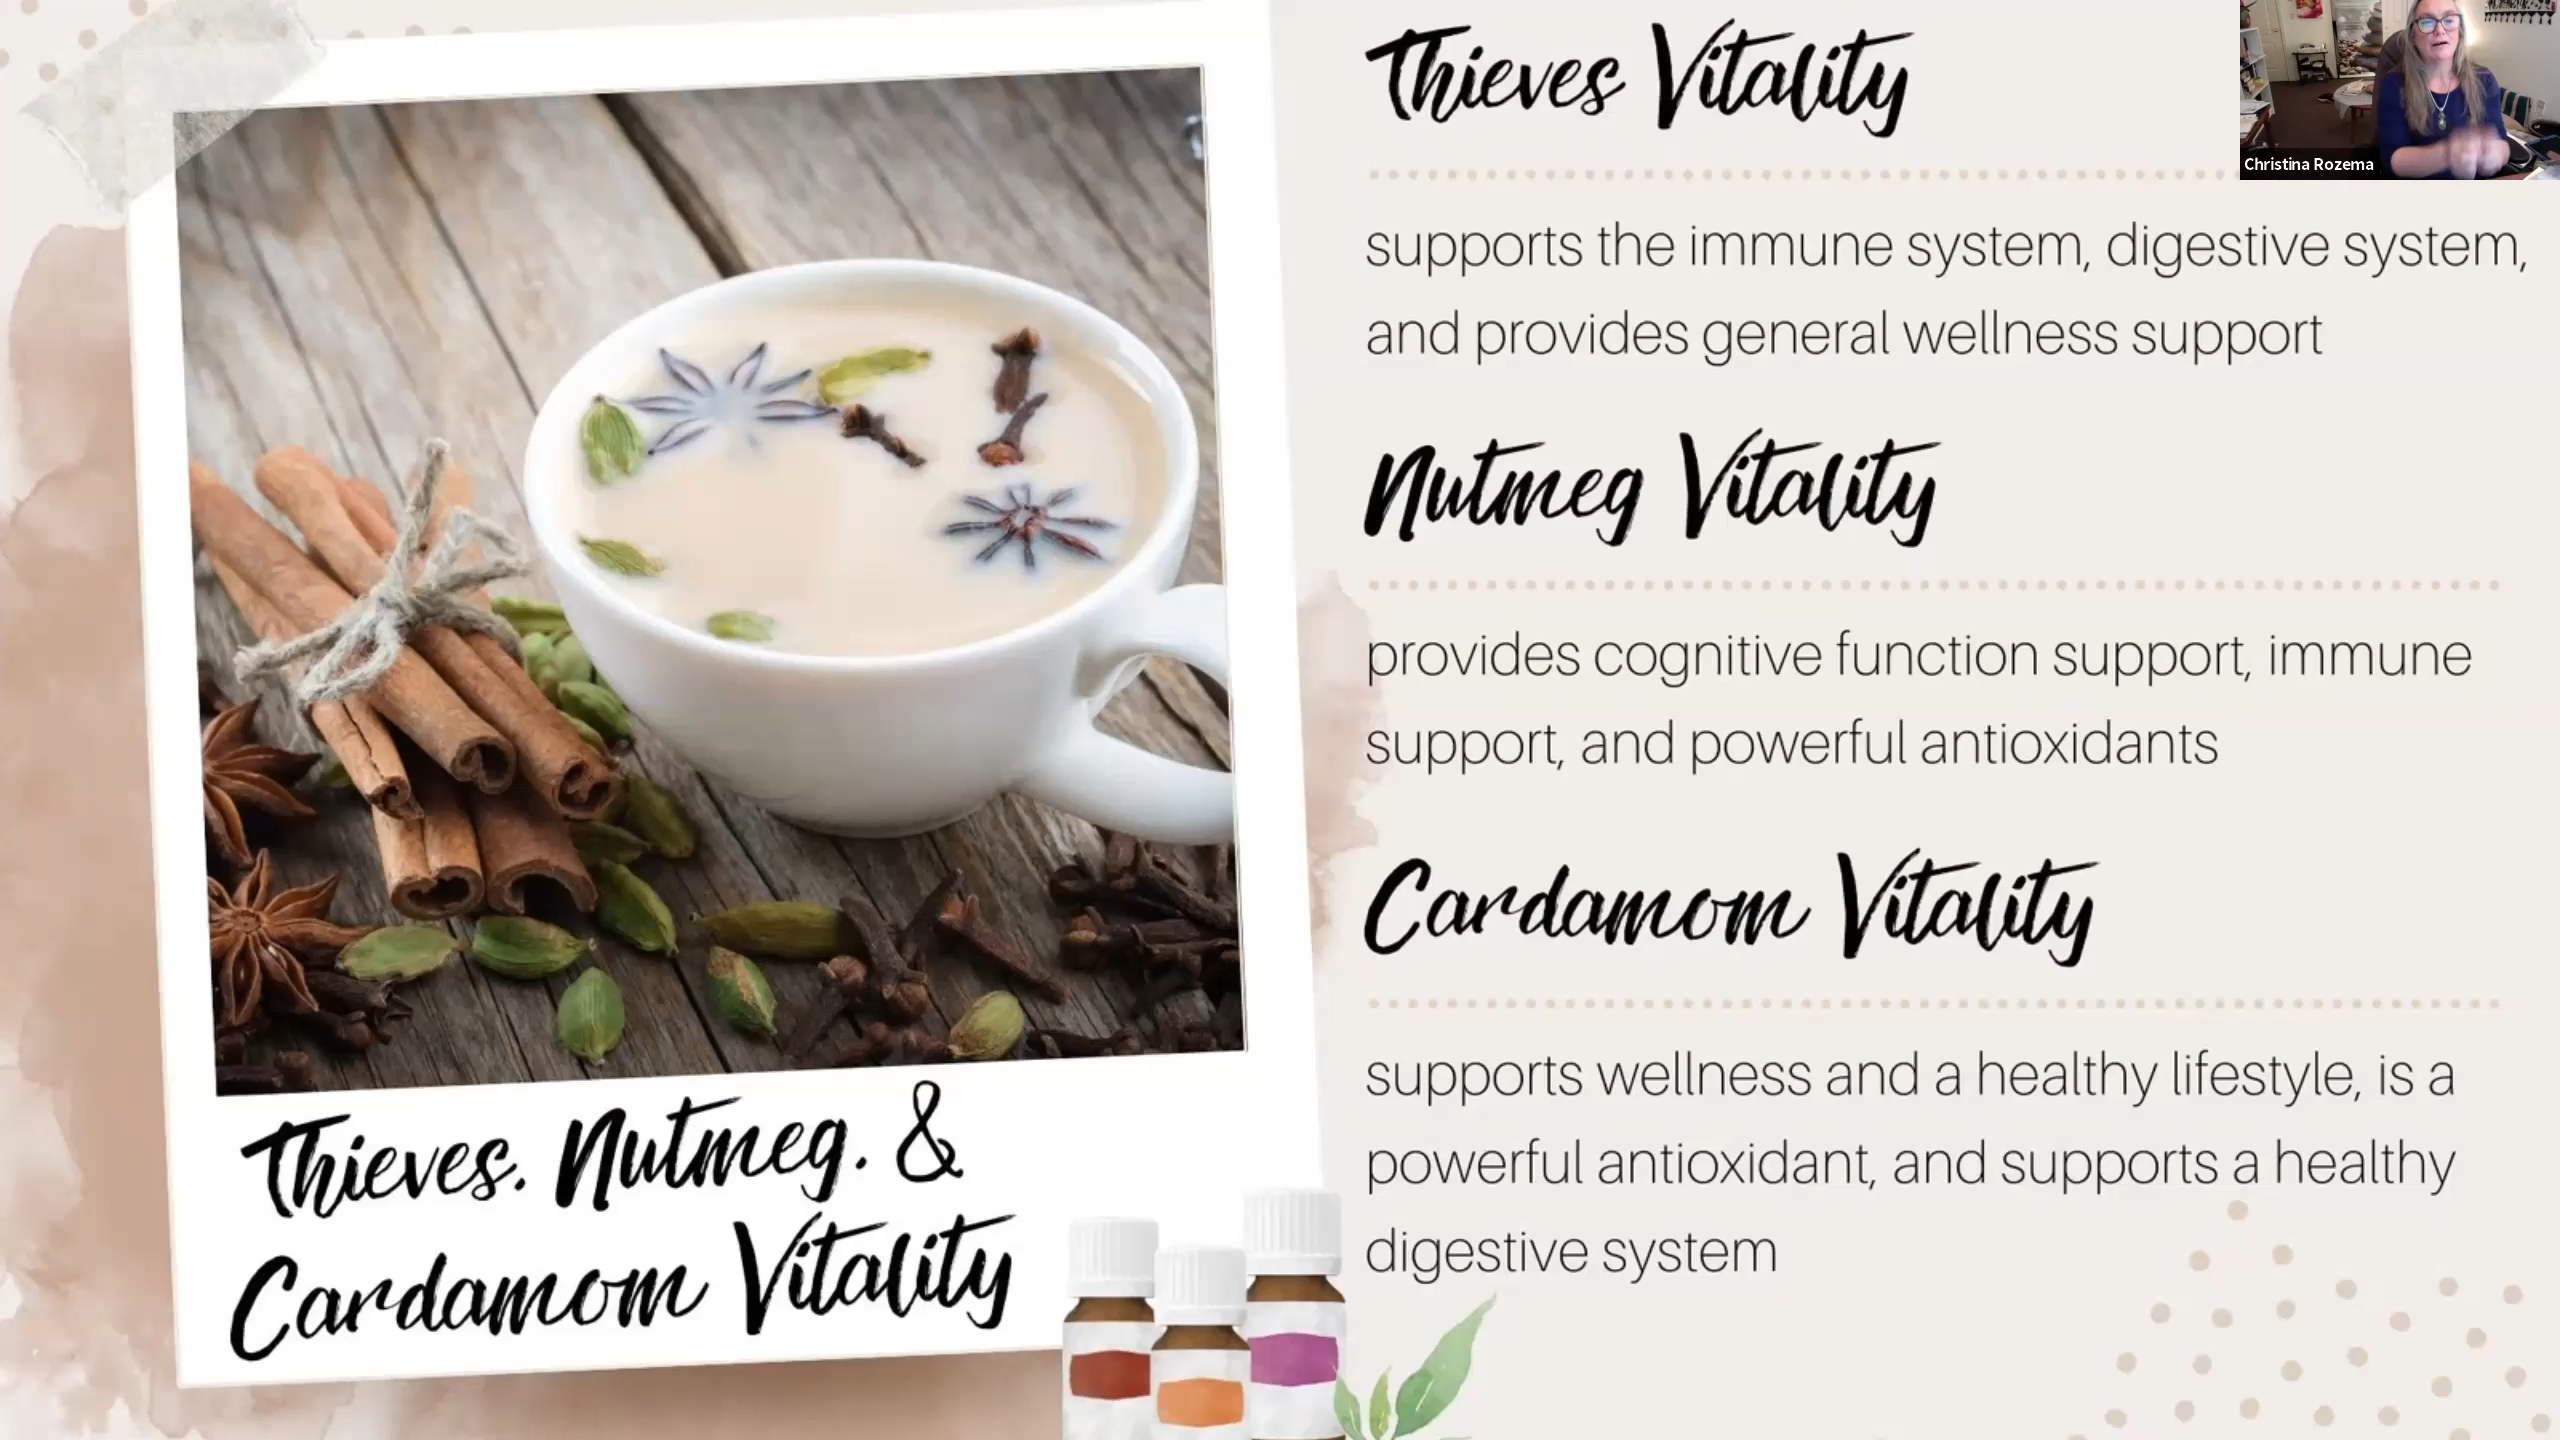 Thieves Vitality
Christina Rozema
supports the immune system, digestive system,
and provides general wellness support
Nutmeg Vitality
provides cognitive function support, immune
support, and powerful antioxidants
Cardamom Vitality
supports wellness and a healthy lifestyle, is a
powerful antioxidant, and supports a healthy
digestive system
Thieves, Nutmeg, &
Cardamom Vitality